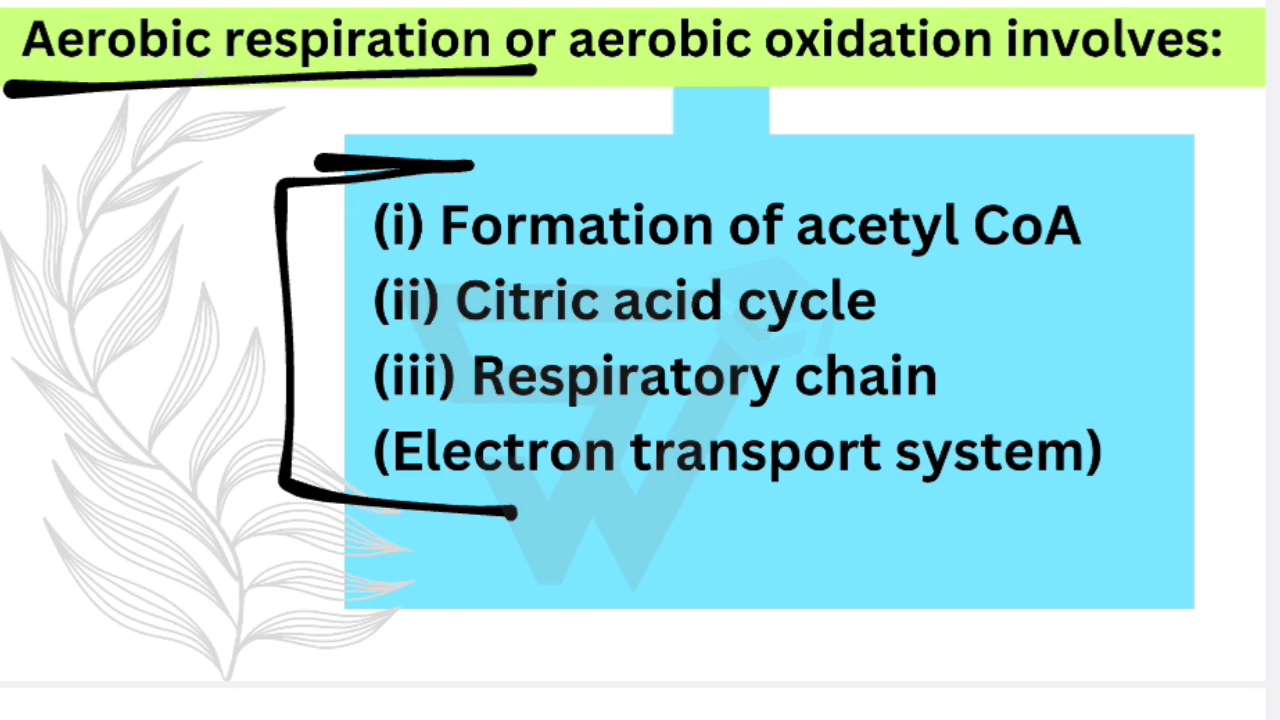 Aerobic respiration or aerobic oxidation involves:
(i) Formation of acetyl CoA
(ii) Citric acid cycle
(iii) Respiratory chain
(Electron transport system)